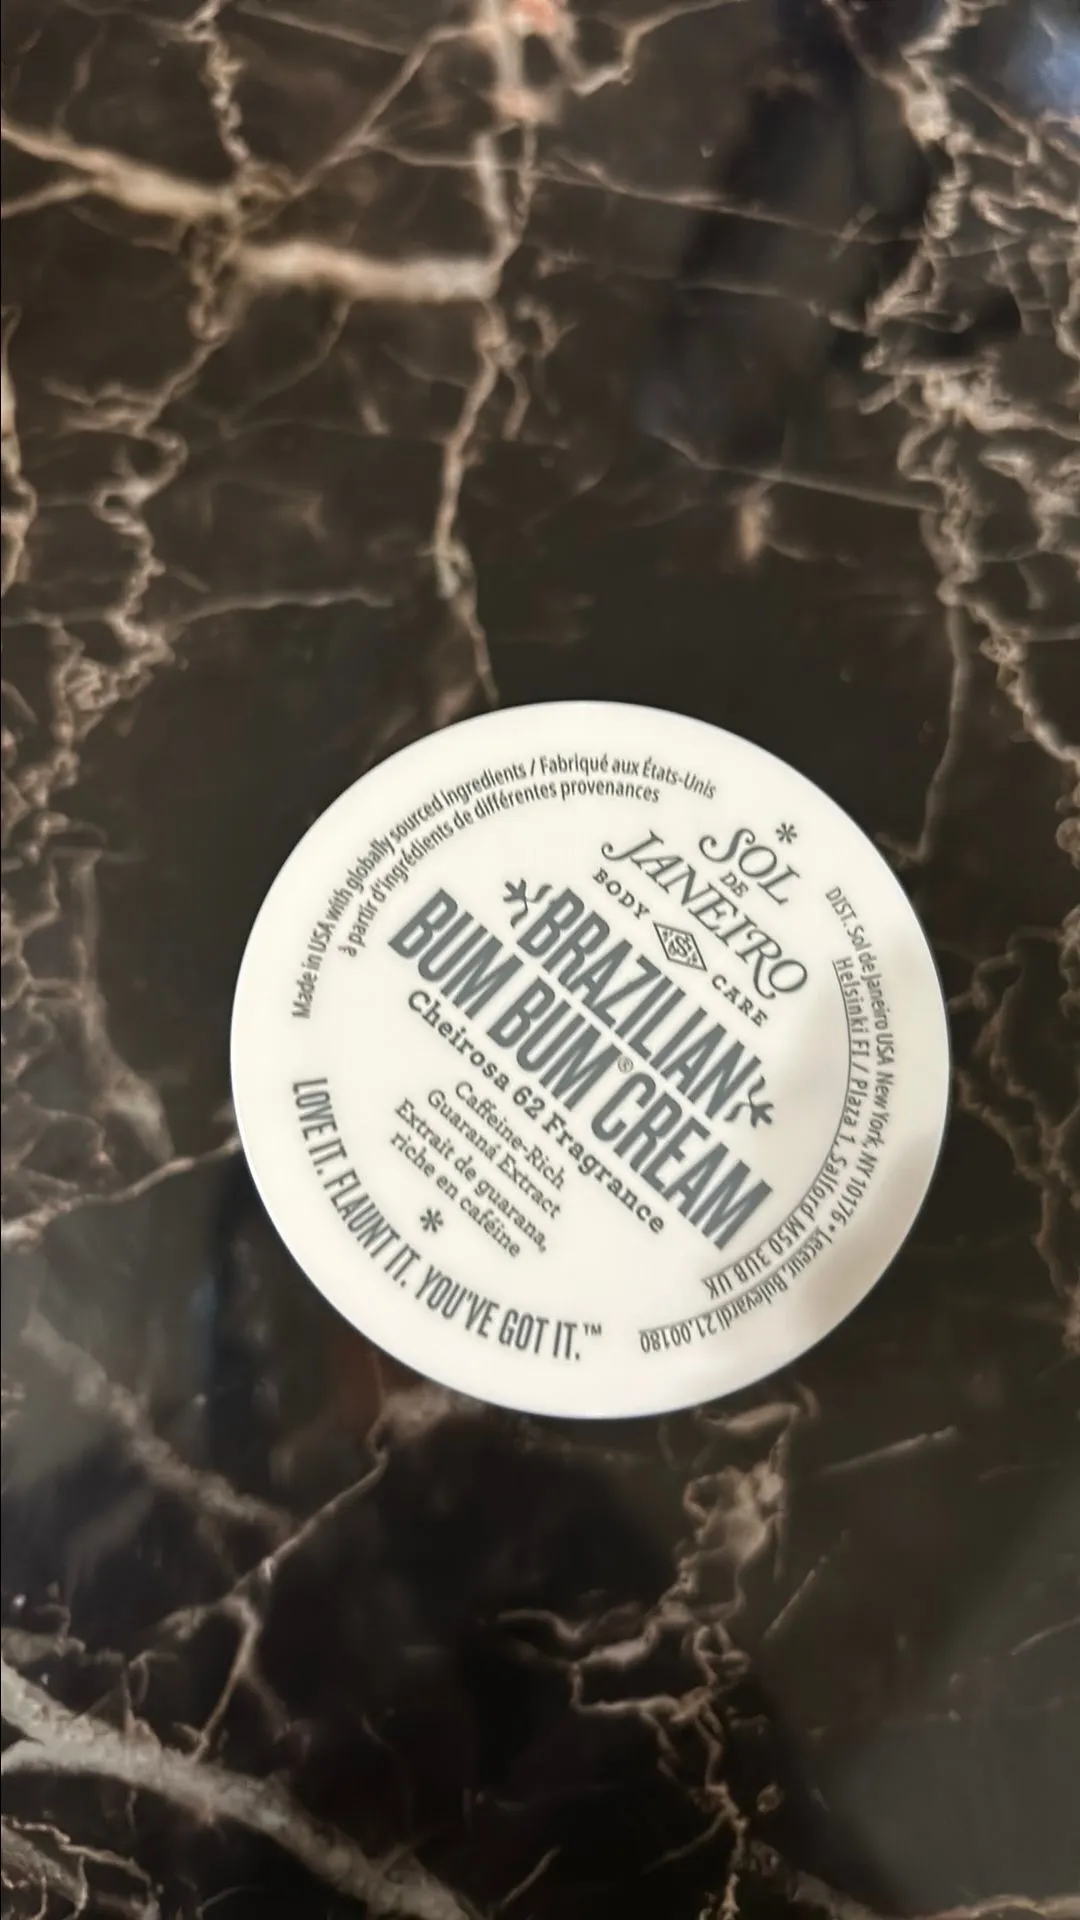 SOL
DE
JANEIRO
BODY CARE
BRAZILIAN
BUM BUM® CREAM
Cheirosa 62 Fragrance
Caffeine-Rich
Guaraná Extract
Extrait de guarana,
riche en caféine
LOVE IT. FLAUNT IT. YOU'VE GOT IT.™
Made in USA with globally sourced ingredients / Fabriqué aux États-Unis
à partir d'ingrédients de différentes provenances
DIST. Sol de Janeiro USA New York, NY 10176 • Leceur, Bulevardi 21, 00180
Helsinki FI / Plaza 1, Salford M50 3UB UK